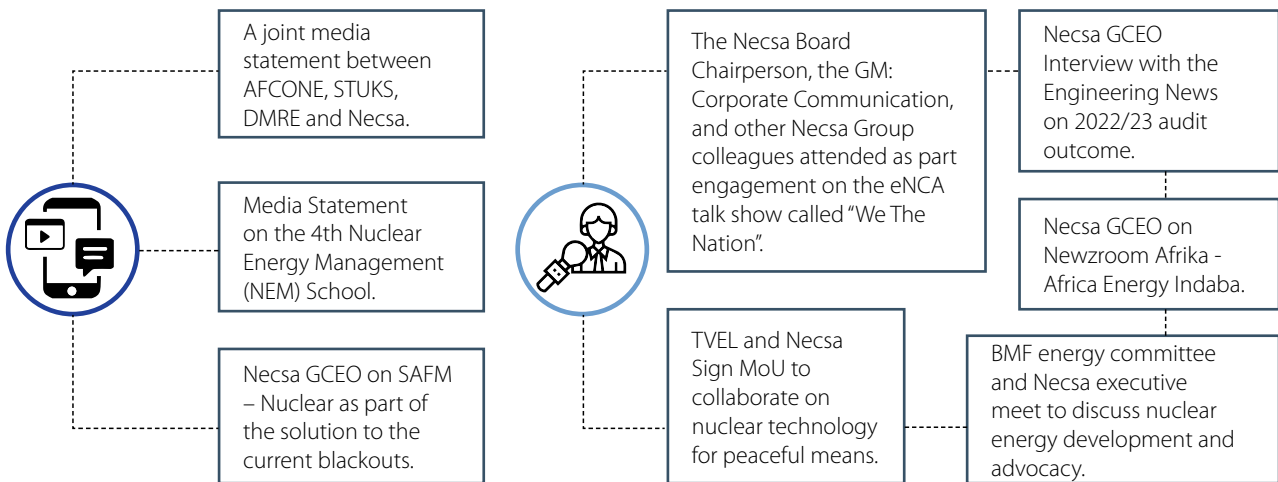 A joint media
statement between
AFCONE, STUKS,
DMRE and Necsa.
Media Statement
on the 4th Nuclear
Energy Management
(NEM) School.
Necsa GCEO on SAFM
– Nuclear as part of
the solution to the
current blackouts.
The Necsa Board
Chairperson, the GM:
Corporate Communication,
and other Necsa Group
colleagues attended as part
engagement on the eNCA
talk show called “We The
Nation”.
Necsa GCEO
Interview with the
Engineering News
on 2022/23 audit
outcome.
Necsa GCEO on
Newzroom Afrika -
Africa Energy Indaba.
BMF energy committee
and Necsa executive
meet to discuss nuclear
energy development and
advocacy.
TVEL and Necsa
Sign MoU to
collaborate on
nuclear technology
for peaceful means.